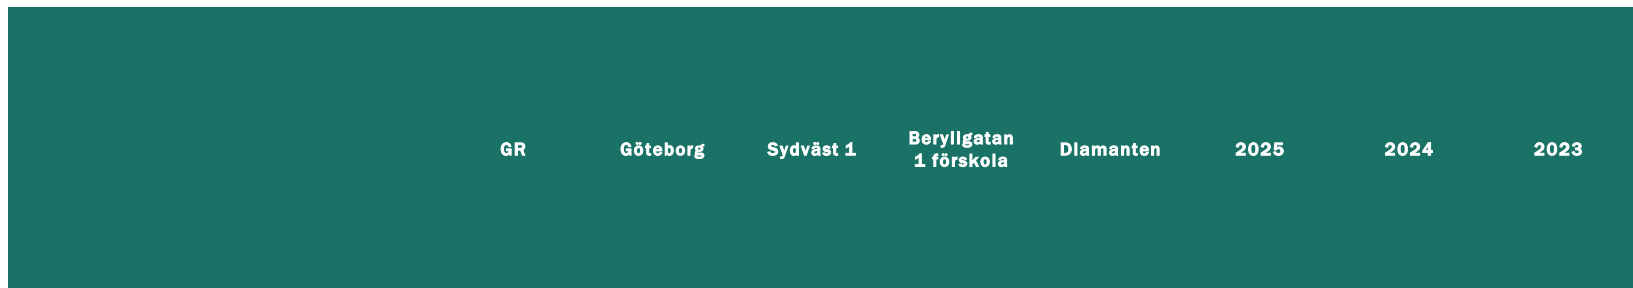 GR
Göteborg
Sydväst 1
Beryllgatan
1 förskola
Diamanten
2025
2024
2023